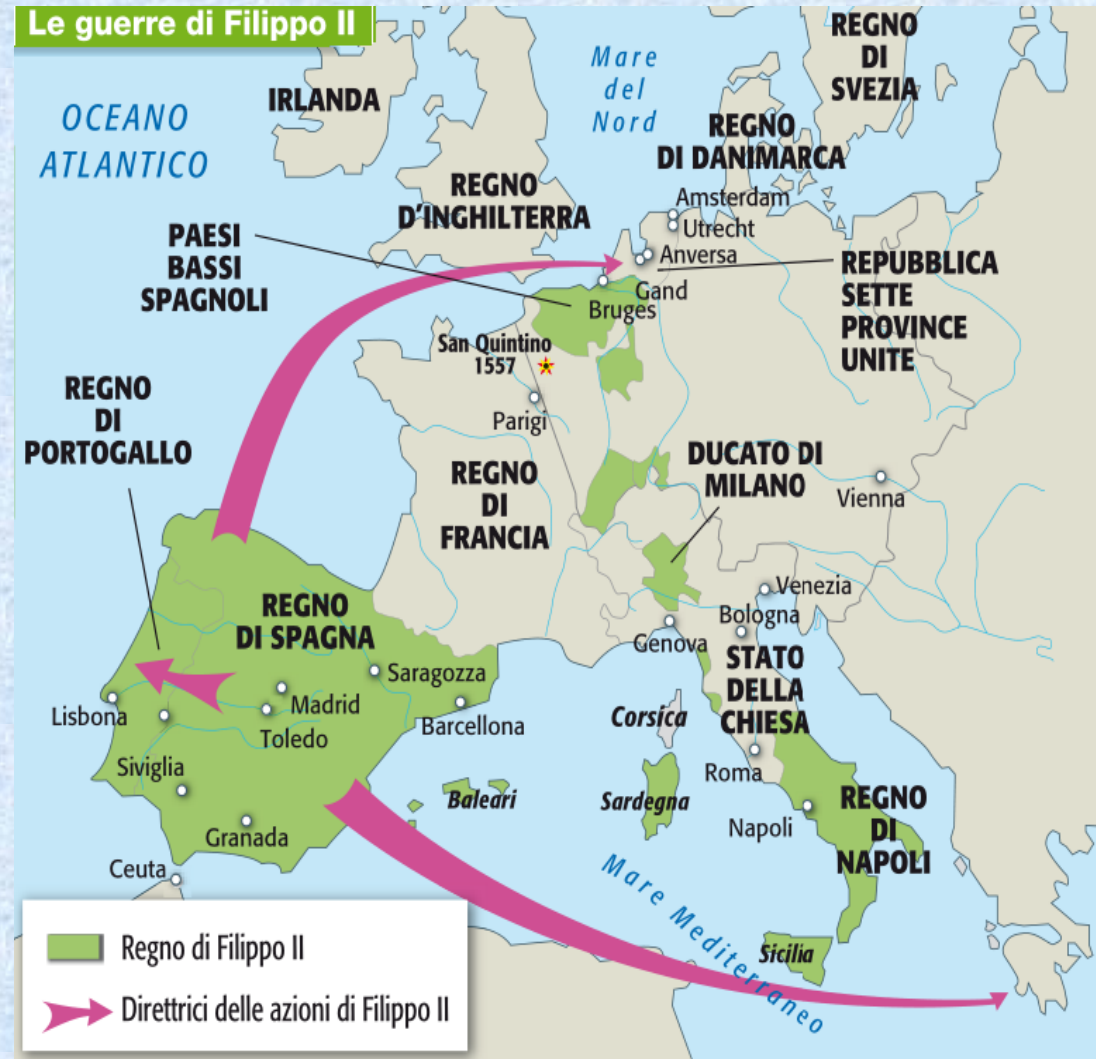 Le guerre di Filippo II
REGNO
DI
SVEZIA
Mare
del
Nord
IRLANDA
OCEANO
ATLANTICO
REGNO
DI DANIMARCA
REGNO
D'INGHILTERRA
Amsterdam
Utrecht
Anversa
PAESI
BASSI
SPAGNOLI
REPUBBLICA
SETTE
PROVINCE
UNITE
Gand
Bruges
San Quintino
1557
Parigi
REGNO
DI
PORTOGALLO
REGNO
DI
FRANCIA
DUCATO DI
MILANO
Vienna
Venezia
Bologna
Genova
REGNO
DI SPAGNA
STATO
DELLA
CHIESA
Saragozza
Madrid
Barcellona
Lisbona
Toledo
Corsica
Roma
Siviglia
Baleari
Sardegna
REGNO
DI
NAPOLI
Napoli
Granada
Ceuta
Mare Mediterraneo
Sicilia
Regno di Filippo II
Direttrici delle azioni di Filippo II